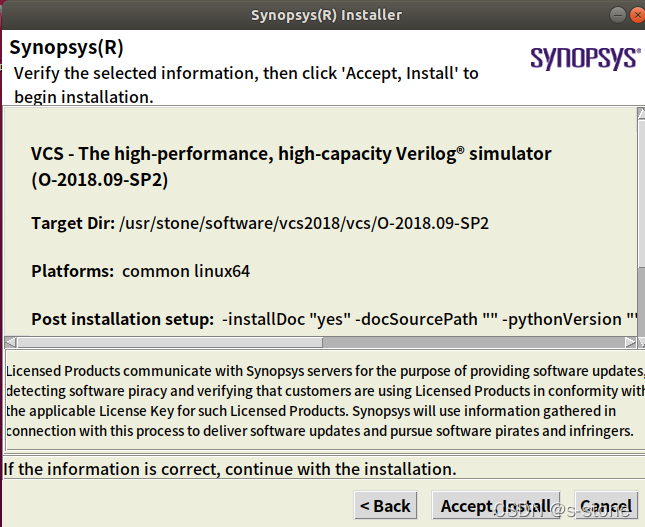 Synopsys(R) Installer
Synopsys(R)
SYNOPSYS®
Verify the selected information, then click 'Accept, Install' to
begin installation.
VCS - The high-performance, high-capacity Verilog® simulator
(O-2018.09-SP2)
Target Dir: /usr/stone/software/vcs2018/vcs/O-2018.09-SP2
Platforms: common linux64
Post installation setup: -installDoc "yes" -docSourcePath "" -pythonVersion ""
Licensed Products communicate with Synopsys servers for the purpose of providing software updates,
detecting software piracy and verifying that customers are using Licensed Products in conformity with
the applicable License Key for such Licensed Products. Synopsys will use information gathered in
connection with this process to deliver software updates and pursue software pirates and infringers.
If the information is correct, continue with the installation.
< Back Accept, Install Cancel
CSDN @s-stone